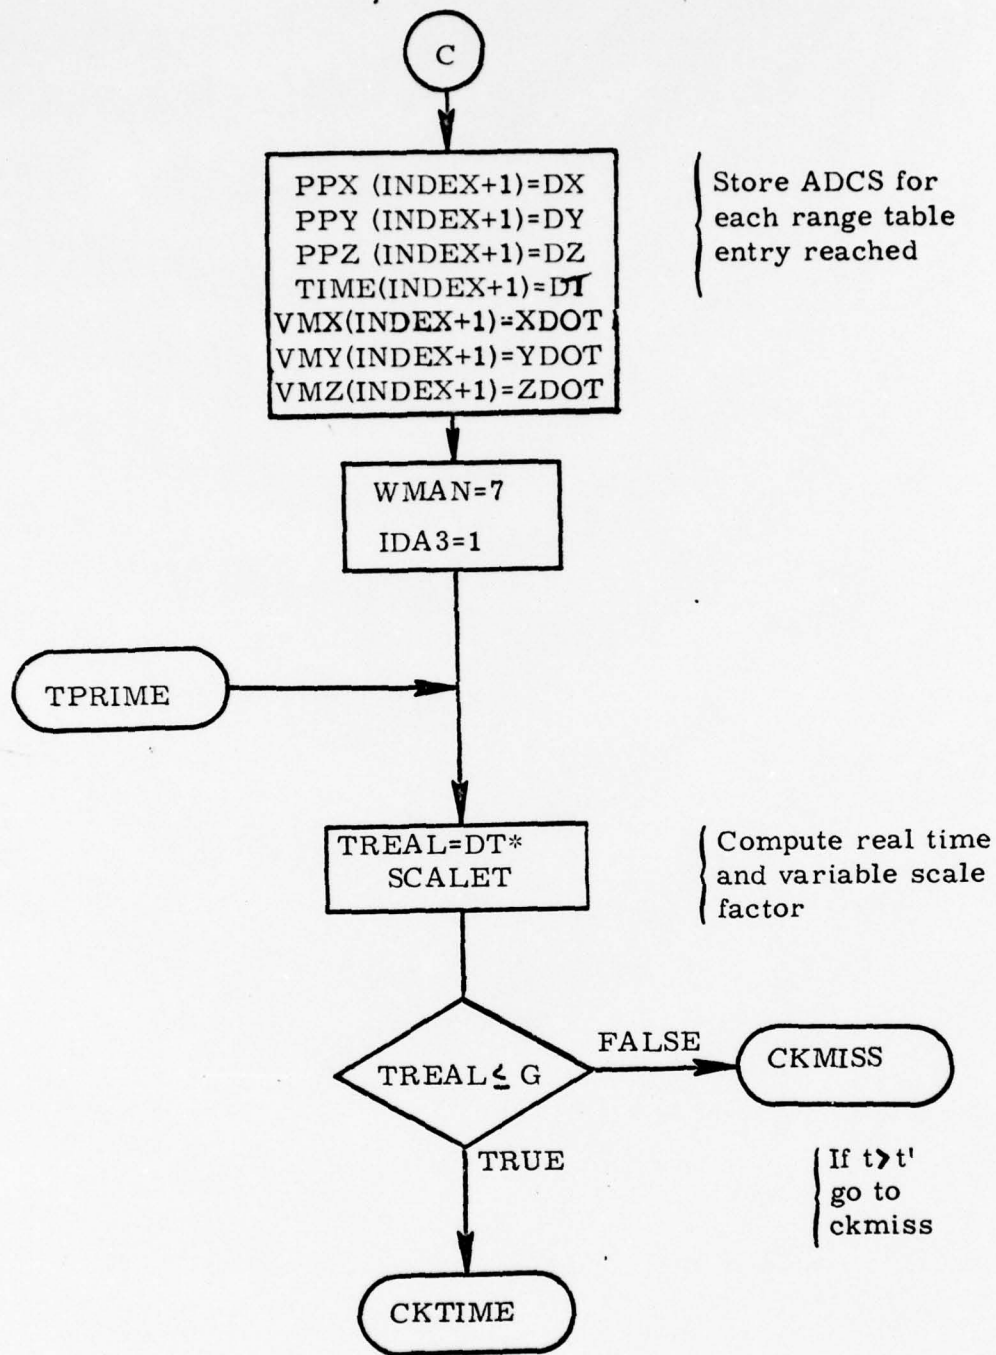 C
PPX (INDEX+1)=DX
PPY (INDEX+1)=DY
PPZ (INDEX+1)=DZ
TIME(INDEX+1)=DT
VMX(INDEX+1)=XDOT
VMY(INDEX+1)=YDOT
VMZ(INDEX+1)=ZDOT
Store ADCS for
each range table
entry reached
WMAN=7
IDA3=1
TPRIME
TREAL=DT*
SCALET
Compute real time
and variable scale
factor
TREAL≤ G
FALSE
CKMISS
TRUE
If t>t'
go to
ckmiss
CKTIME